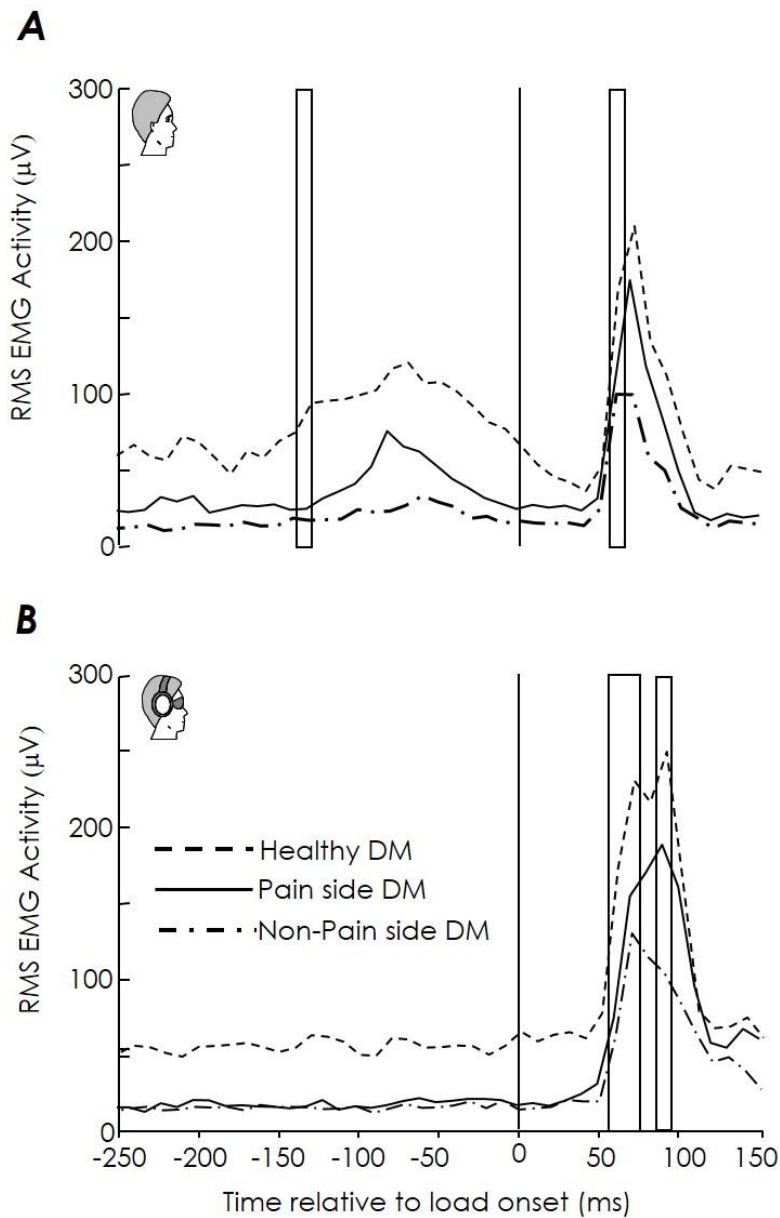 A
RMS EMG Activity (µV)
300
200
100
0
B
RMS EMG Activity (µV)
300
200
100
0
Healthy DM
Pain side DM
Non-Pain side DM
-250 -200 -150 -100 -50 0 50 100 150
Time relative to load onset (ms)